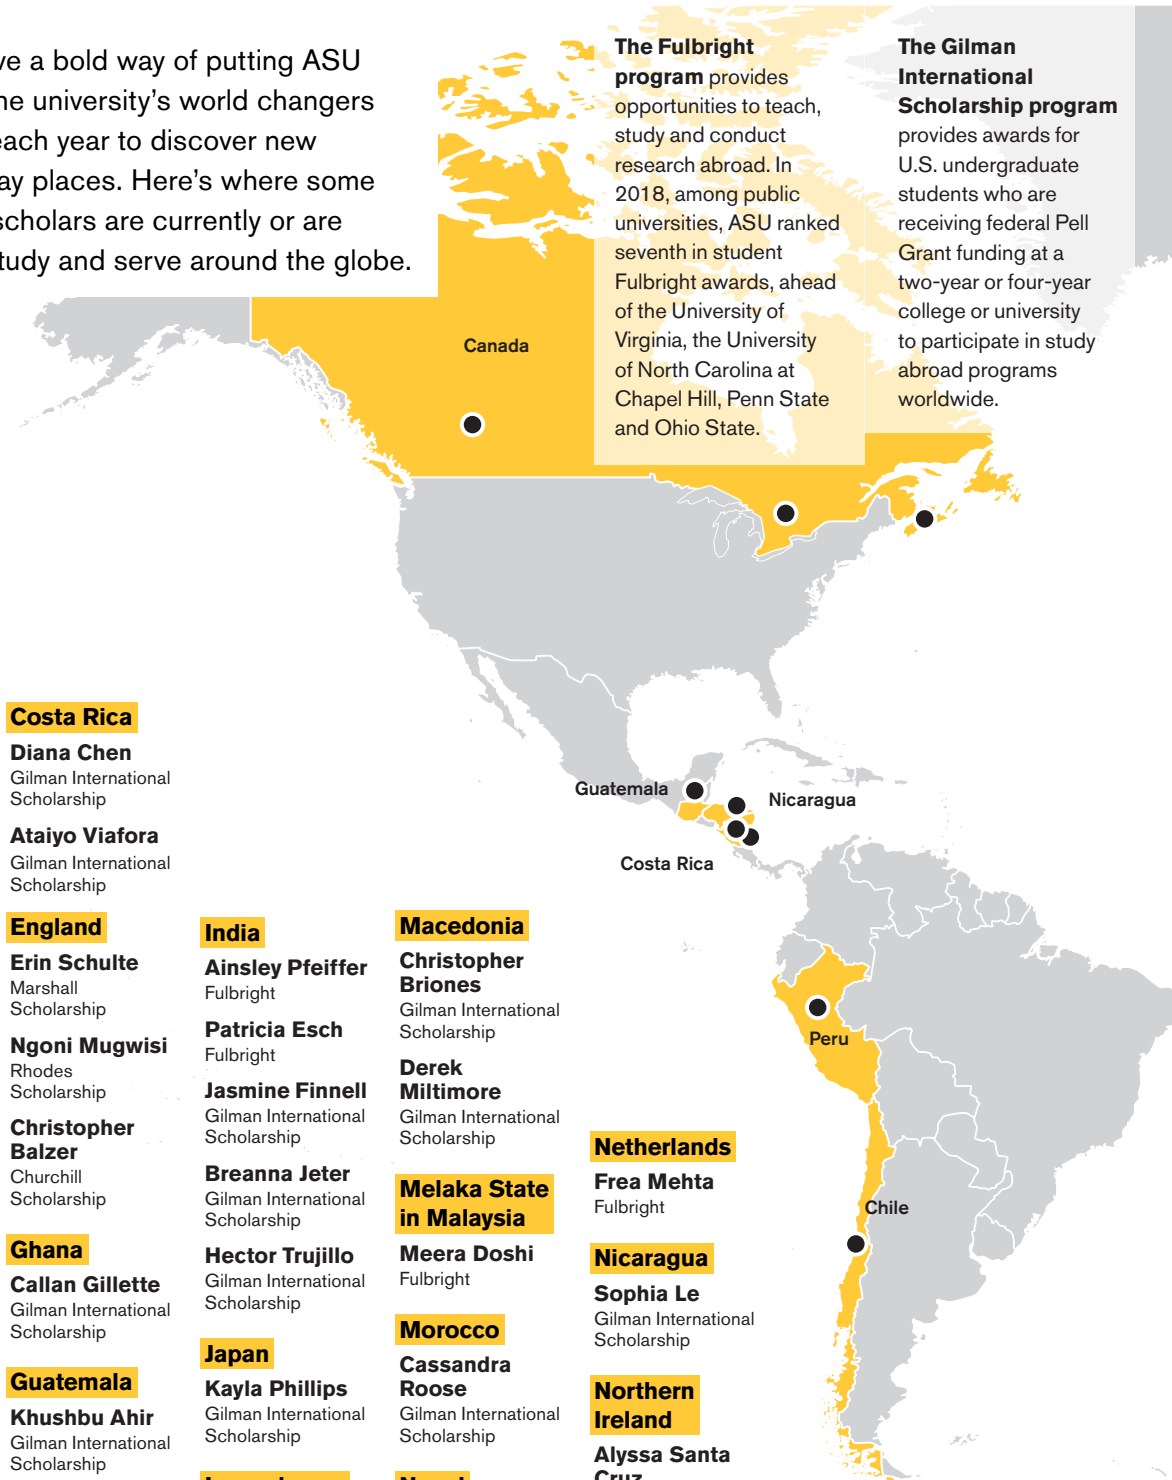 ve a bold way of putting ASU
he university’s world changers
each year to discover new
ay places. Here’s where some
scholars are currently or are
tudy and serve around the globe.
The Fulbright
program provides
opportunities to teach,
study and conduct
research abroad. In
2018, among public
universities, ASU ranked
seventh in student
Fulbright awards, ahead
of the University of
Virginia, the University
of North Carolina at
Chapel Hill, Penn State
and Ohio State.
The Gilman
International
Scholarship program
provides awards for
U.S. undergraduate
students who are
receiving federal Pell
Grant funding at a
two-year or four-year
college or university
to participate in study
abroad programs
worldwide.
Canada
Guatemala
Nicaragua
Costa Rica
Peru
Chile
Costa Rica
Diana Chen
Gilman International
Scholarship
Ataiyo Viafora
Gilman International
Scholarship
England
Erin Schulte
Marshall
Scholarship
Ngoni Mugwisi
Rhodes
Scholarship
Christopher
Balzer
Churchill
Scholarship
Ghana
Callan Gillette
Gilman International
Scholarship
Guatemala
Khushbu Ahir
Gilman International
Scholarship
India
Ainsley Pfeiffer
Fulbright
Patricia Esch
Fulbright
Jasmine Finnell
Gilman International
Scholarship
Breanna Jeter
Gilman International
Scholarship
Hector Trujillo
Gilman International
Scholarship
Japan
Kayla Phillips
Gilman International
Scholarship
Macedonia
Christopher
Briones
Gilman International
Scholarship
Derek
Miltimore
Gilman International
Scholarship
Melaka State
in Malaysia
Meera Doshi
Fulbright
Morocco
Cassandra
Roose
Gilman International
Scholarship
Netherlands
Frea Mehta
Fulbright
Nicaragua
Sophia Le
Gilman International
Scholarship
Northern
Ireland
Alyssa Santa
Cruz